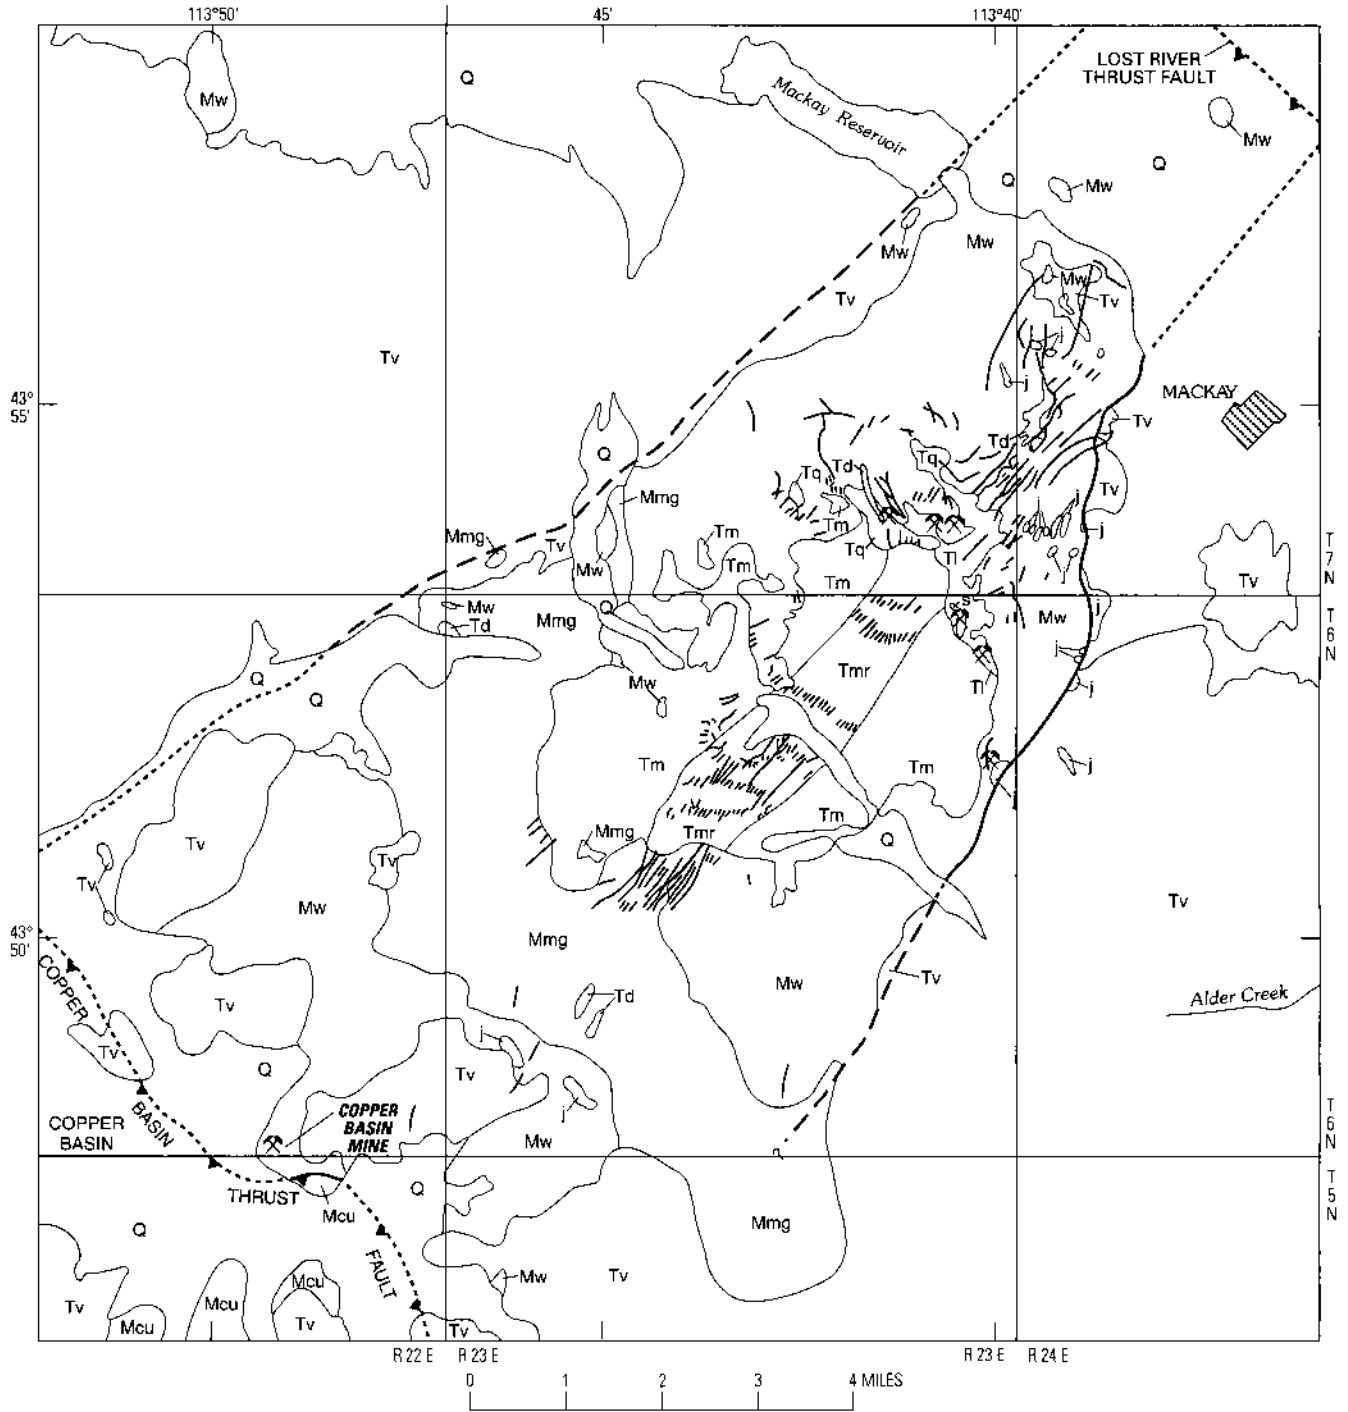 113°50'
45'
113°40'
LOST RIVER
THRUST FAULT
Q
Mw
Mackay Reservoir
Mw
Q
Q
Mw
Mw
Mw
Mw
Tv
Tv
Tv
j
j
43°
55'
MACKAY
Tv
Td
Tq
Td
Tq
Q
Mmg
Tv
Tm
j
j
j
Mmg
Tv
Tm
Tq
Tl
T
7
N
Tm
Tm
j
Tv
Mw
Mw
Q
s
Mw
j
Td
Mmg
T
6
N
j
Q
Tmr
Tl
j
Mw
Q
Tm
Tm
j
Mmg
Tmr
Tm
Q
Tv
Tv
Tv
Mw
Tv
43°
50'
Mmg
COPPER
Mw
Tv
Td
Tv
Alder Creek
j
Tv
Q
Tv
j
COPPER
BASIN
MINE
BASIN
COPPER
BASIN
Mw
T
6
N
T
5
N
THRUST
Q
Mcu
Q
Mmg
FAULT
Mcu
Mw
Tv
Tv
Mcu
Mcu
Tv
Tv
R 22 E
R 23 E
R 23 E
R 24 E
0
1
2
3
4 MILES